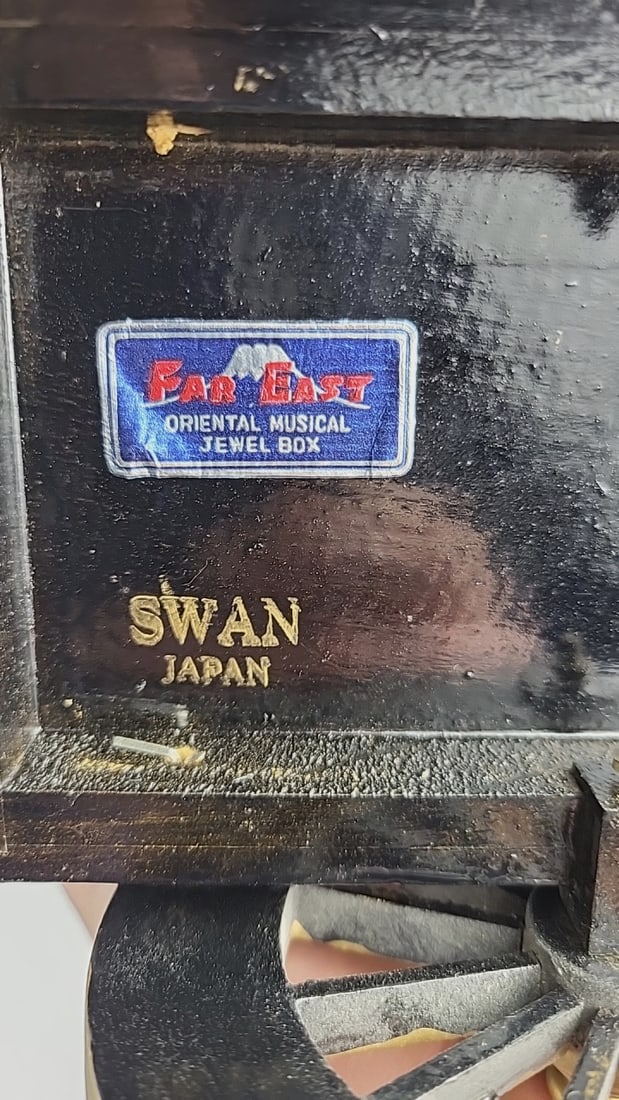 FAR EAST
ORIENTAL MUSICAL
JEWEL BOX
SWAN
JAPAN